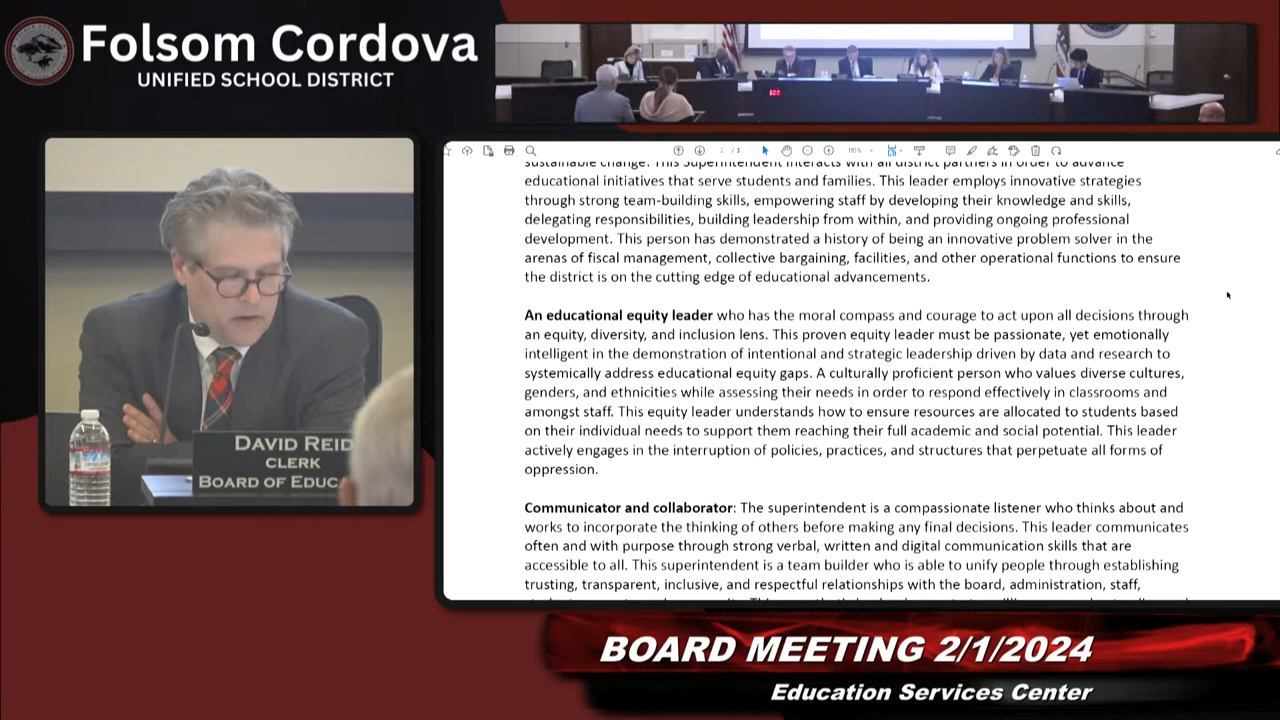 Folsom Cordova
UNIFIED SCHOOL DISTRICT
sustainable change. This Superintendent interacts with all district partners in order to advance
educational initiatives that serve students and families. This leader employs innovative strategies
through strong team-building skills, empowering staff by developing their knowledge and skills,
delegating responsibilities, building leadership from within, and providing ongoing professional
development. This person has demonstrated a history of being an innovative problem solver in the
arenas of fiscal management, collective bargaining, facilities, and other operational functions to ensure
the district is on the cutting edge of educational advancements.
An educational equity leader who has the moral compass and courage to act upon all decisions through
an equity, diversity, and inclusion lens. This proven equity leader must be passionate, yet emotionally
intelligent in the demonstration of intentional and strategic leadership driven by data and research to
systemically address educational equity gaps. A culturally proficient person who values diverse cultures,
genders, and ethnicities while assessing their needs in order to respond effectively in classrooms and
amongst staff. This equity leader understands how to ensure resources are allocated to students based
on their individual needs to support them reaching their full academic and social potential. This leader
actively engages in the interruption of policies, practices, and structures that perpetuate all forms of
oppression.
Communicator and collaborator: The superintendent is a compassionate listener who thinks about and
works to incorporate the thinking of others before making any final decisions. This leader communicates
often and with purpose through strong verbal, written and digital communication skills that are
accessible to all. This superintendent is a team builder who is able to unify people through establishing
trusting, transparent, inclusive, and respectful relationships with the board, administration, staff,
DAVID REID
CLERK
BOARD OF EDUCA
BOARD MEETING 2/1/2024
Education Services Center